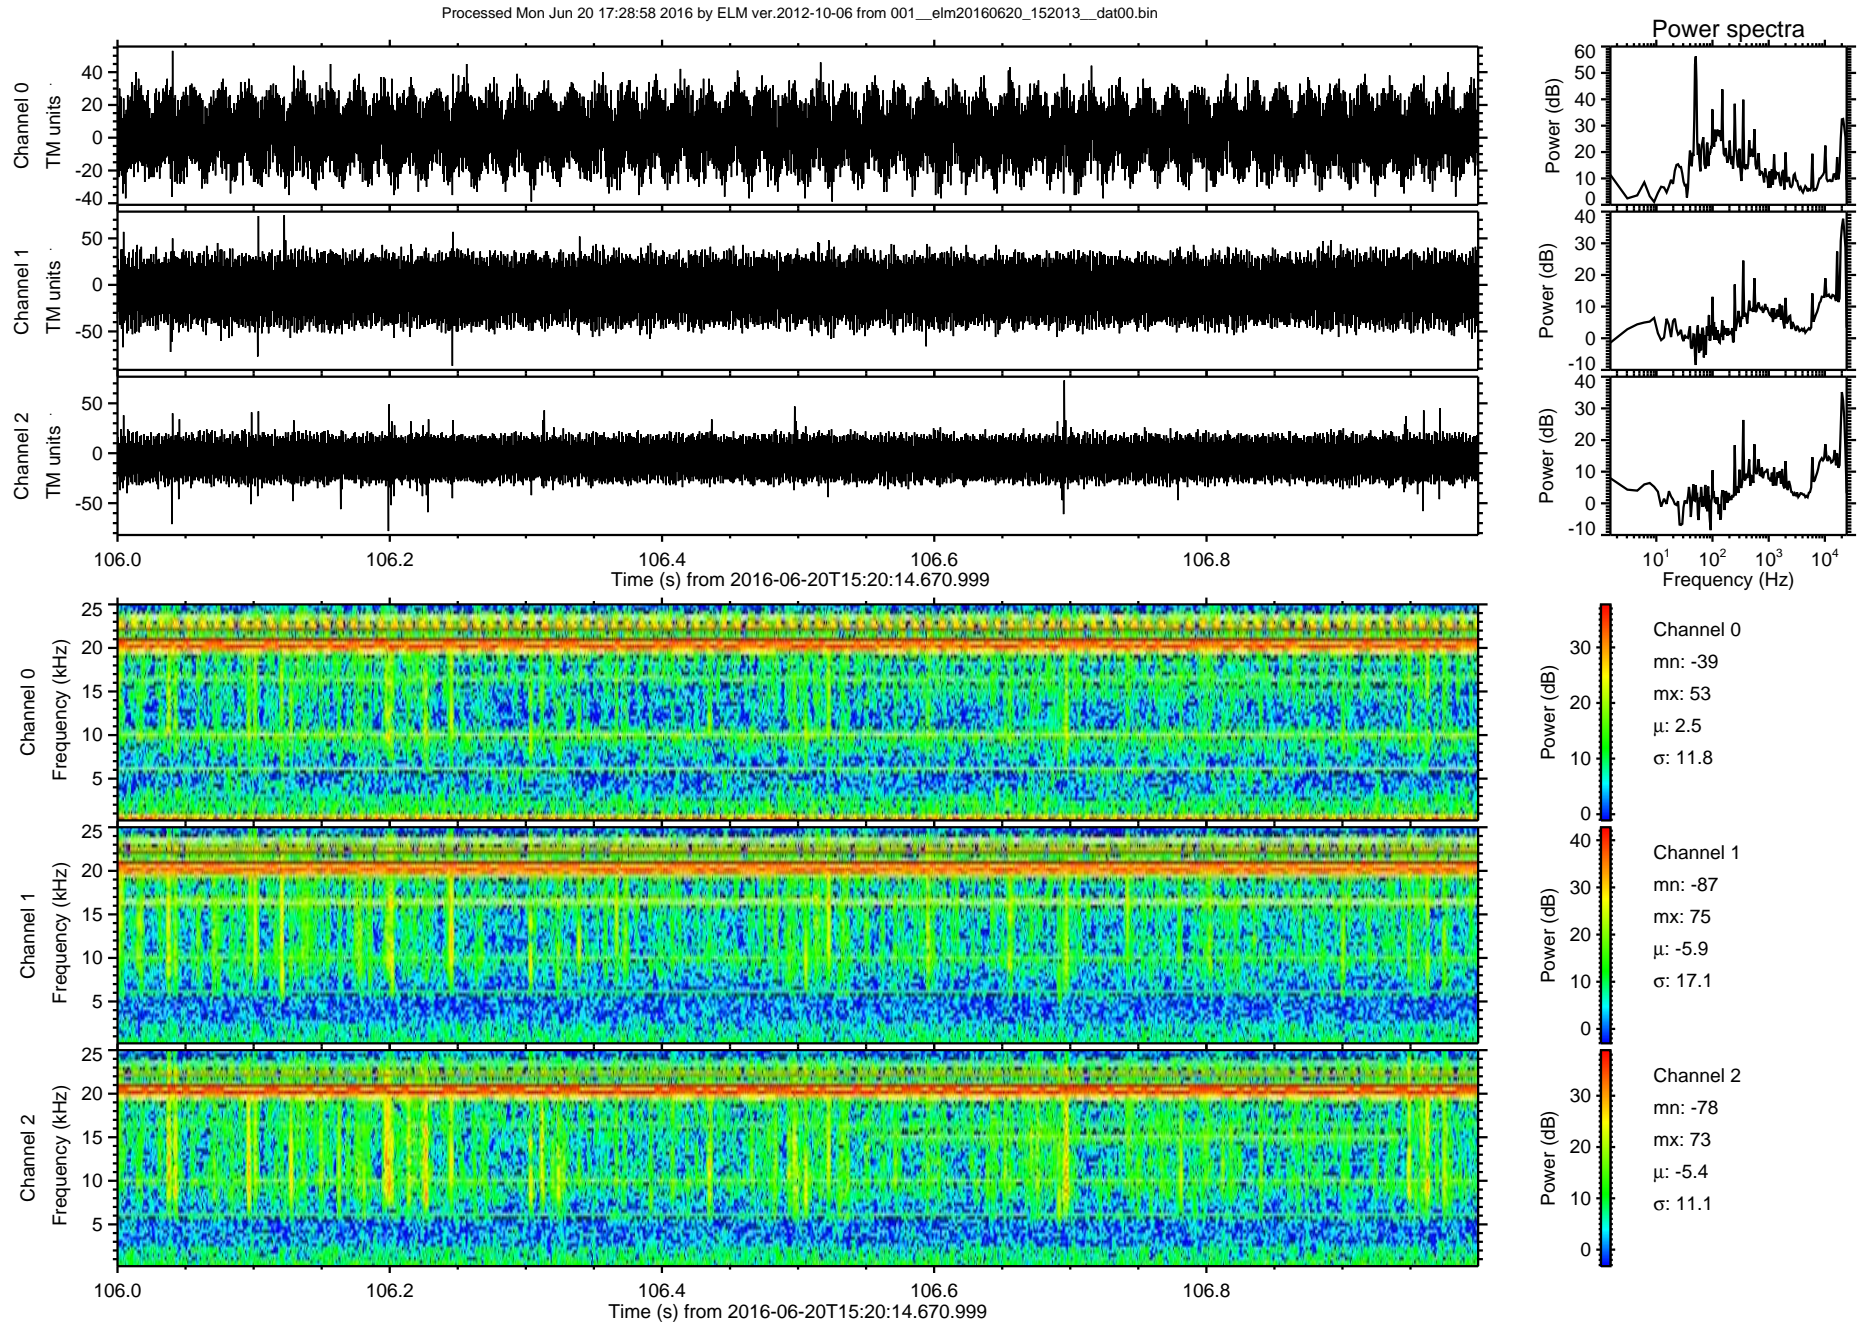 Processed Mon Jun 20 17:28:58 2016 by ELM ver.2012-10-06 from 001__elm20160620_152013__dat00.bin
Power spectra
Channel 0
TM units
40
20
0
-20
-40
Power (dB)
60
50
40
30
20
10
0
Channel 1
TM units
50
0
-50
Power (dB)
40
30
20
10
0
-10
Channel 2
TM units
50
0
-50
Power (dB)
40
30
20
10
0
-10
106.0 106.2 106.4 106.6 106.8
Time (s) from 2016-06-20T15:20:14.670.999
10¹ 10² 10³ 10⁴
Frequency (Hz)
Channel 0
Frequency (kHz)
25
20
15
10
5
Power (dB)
30
20
10
0
Channel 0
mn: -39
mx: 53
μ: 2.5
σ: 11.8
Channel 1
Frequency (kHz)
25
20
15
10
5
Power (dB)
40
30
20
10
0
Channel 1
mn: -87
mx: 75
μ: -5.9
σ: 17.1
Channel 2
Frequency (kHz)
25
20
15
10
5
Power (dB)
30
20
10
0
Channel 2
mn: -78
mx: 73
μ: -5.4
σ: 11.1
106.0 106.2 106.4 106.6 106.8
Time (s) from 2016-06-20T15:20:14.670.999